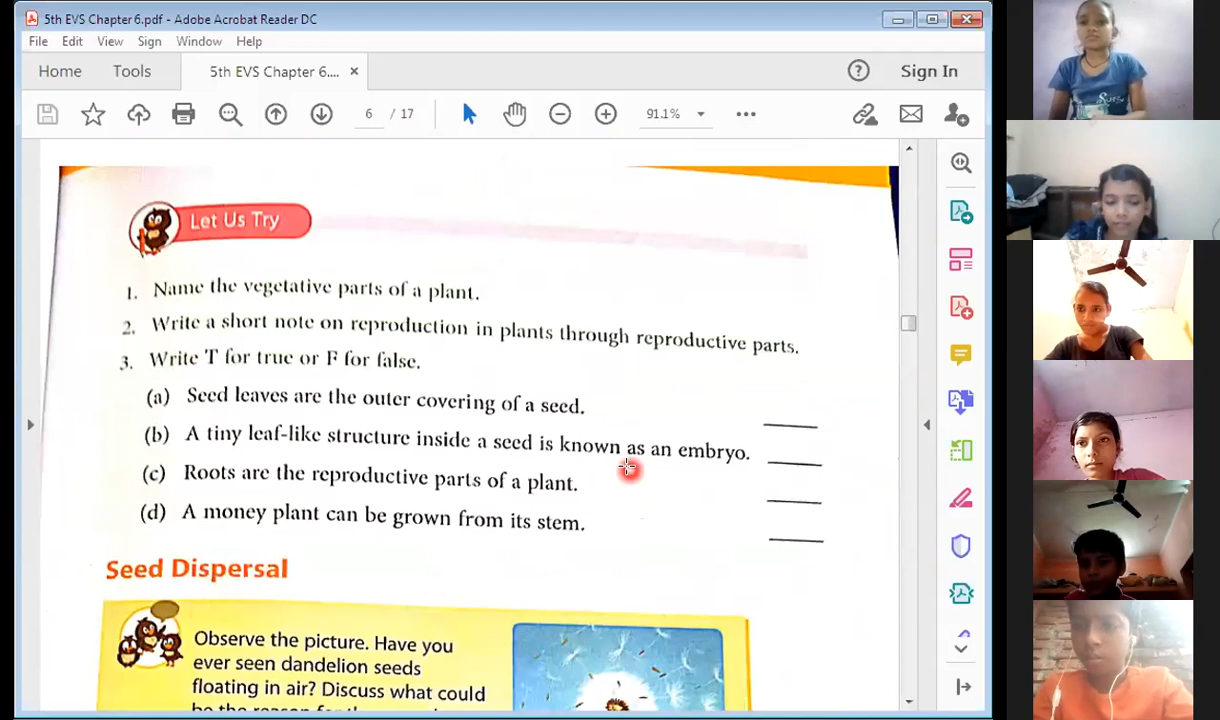 5th EVS Chapter 6.pdf - Adobe Acrobat Reader DC
File Edit View Sign Window Help
Home Tools 5th EVS Chapter 6.... × Sign In
6 / 17 91.1%
Let Us Try
1. Name the vegetative parts of a plant.
2. Write a short note on reproduction in plants through reproductive parts.
3. Write T for true or F for false.
(a) Seed leaves are the outer covering of a seed.
(b) A tiny leaf-like structure inside a seed is known as an embryo.
(c) Roots are the reproductive parts of a plant.
(d) A money plant can be grown from its stem.
Seed Dispersal
Observe the picture. Have you
ever seen dandelion seeds
floating in air? Discuss what could